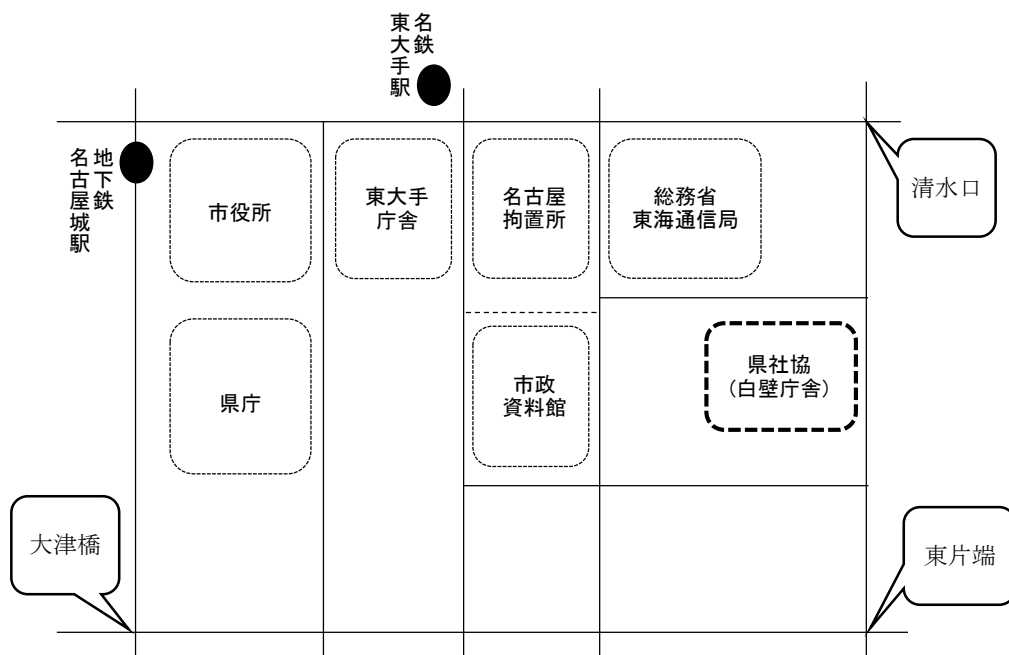 名鉄
東大手駅
地下鉄
名古屋城駅
市役所
東大手
庁舎
名古屋
拘置所
総務省
東海通信局
清水口
県庁
市政
資料館
県社協
(白壁庁舎)
大津橋
東片端